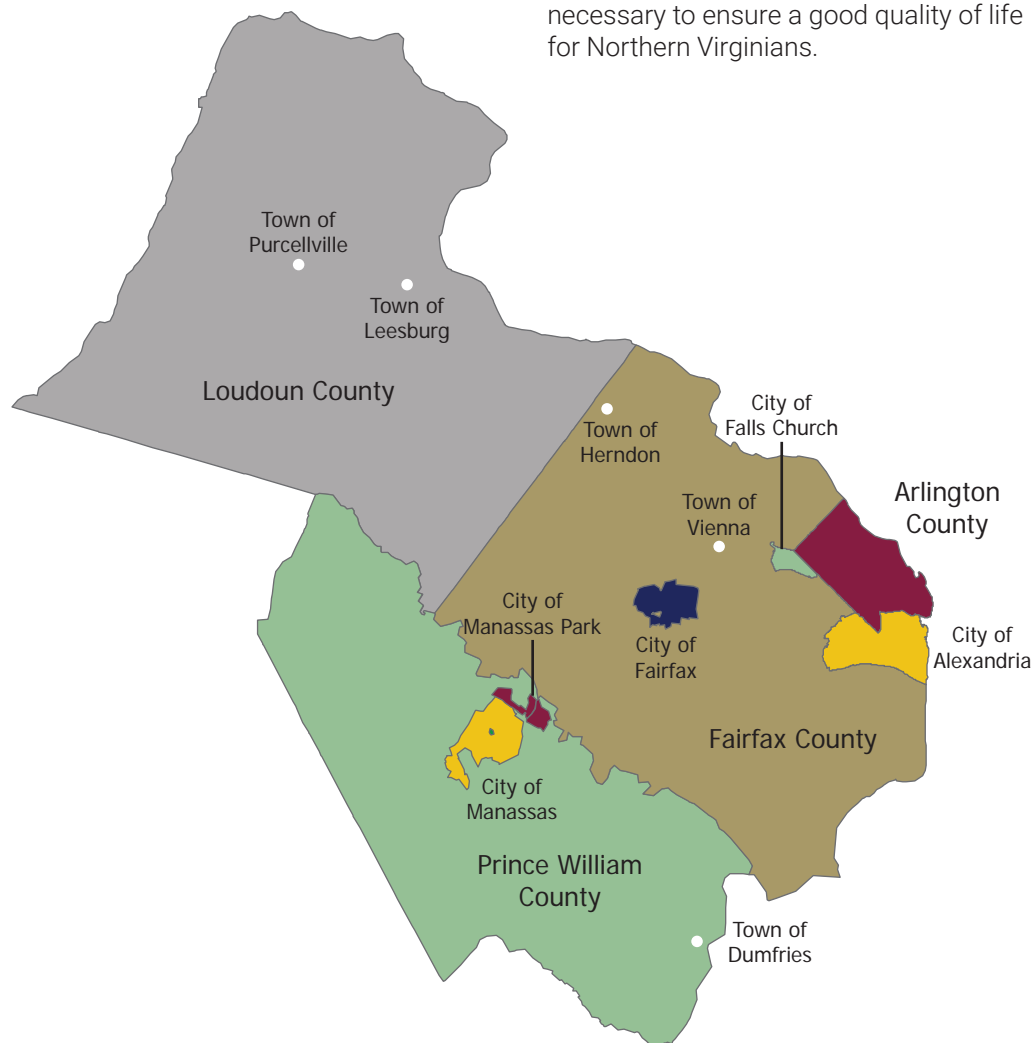 necessary to ensure a good quality of life
for Northern Virginians.
Town of
Purcellville
Town of
Leesburg
Loudoun County
City of
Falls Church
Town of
Herndon
Arlington
County
Town of
Vienna
City of
Manassas Park
City of
Fairfax
City of
Alexandria
Fairfax County
City of
Manassas
Prince William
County
Town of
Dumfries